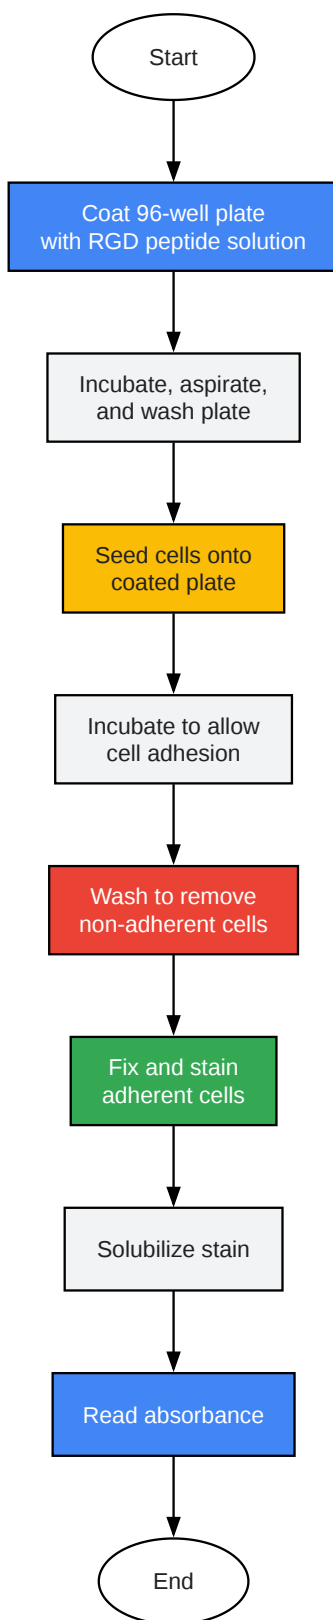 Start
Coat 96-well plate
with RGD peptide solution
Incubate, aspirate,
and wash plate
Seed cells onto
coated plate
Incubate to allow
cell adhesion
Wash to remove
non-adherent cells
Fix and stain
adherent cells
Solubilize stain
Read absorbance
End